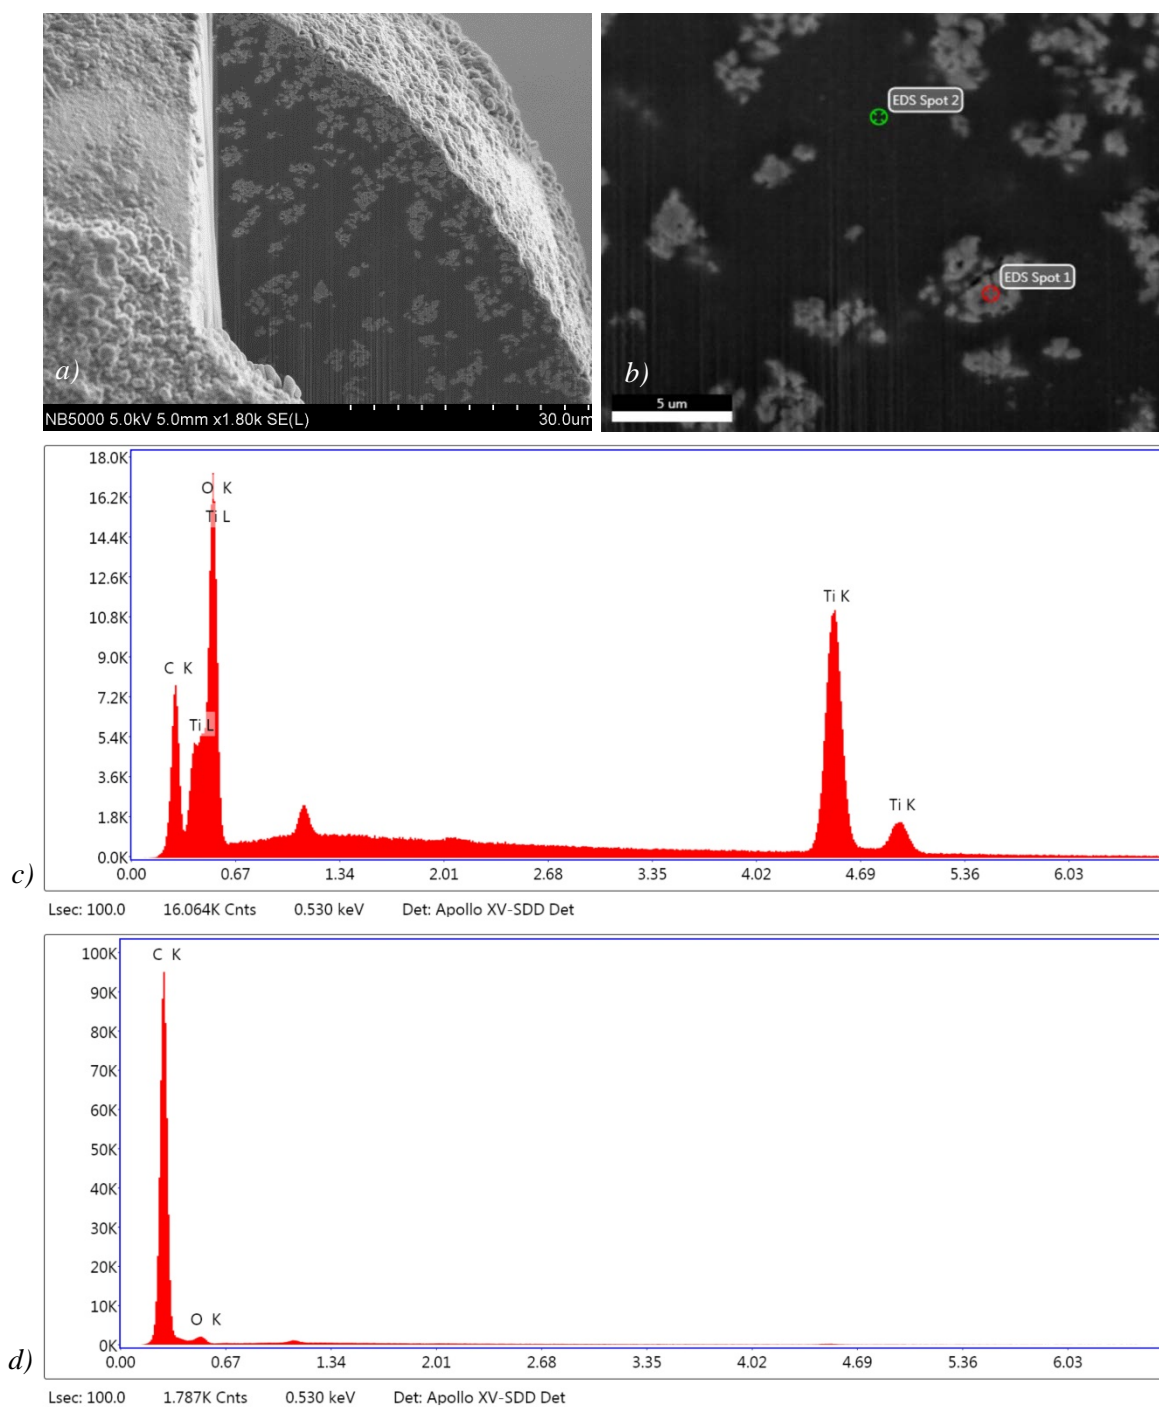 a)
NB5000 5.0kV 5.0mm x1.80k SE(L) 30.0um
EDS Spot 2
EDS Spot 1
b)
5 um
18.0K
16.2K
14.4K
12.6K
10.8K
9.0K
7.2K
5.4K
3.6K
1.8K
0.0K
O K
Ti L
C K
Ti L
Ti K
Ti K
c)
0.00 0.67 1.34 2.01 2.68 3.35 4.02 4.69 5.36 6.03
Lsec: 100.0 16.064K Cnts 0.530 keV Det: Apollo XV-SDD Det
100K
90K
80K
70K
60K
50K
40K
30K
20K
10K
0K
C K
O K
d)
0.00 0.67 1.34 2.01 2.68 3.35 4.02 4.69 5.36 6.03
Lsec: 100.0 1.787K Cnts 0.530 keV Det: Apollo XV-SDD Det